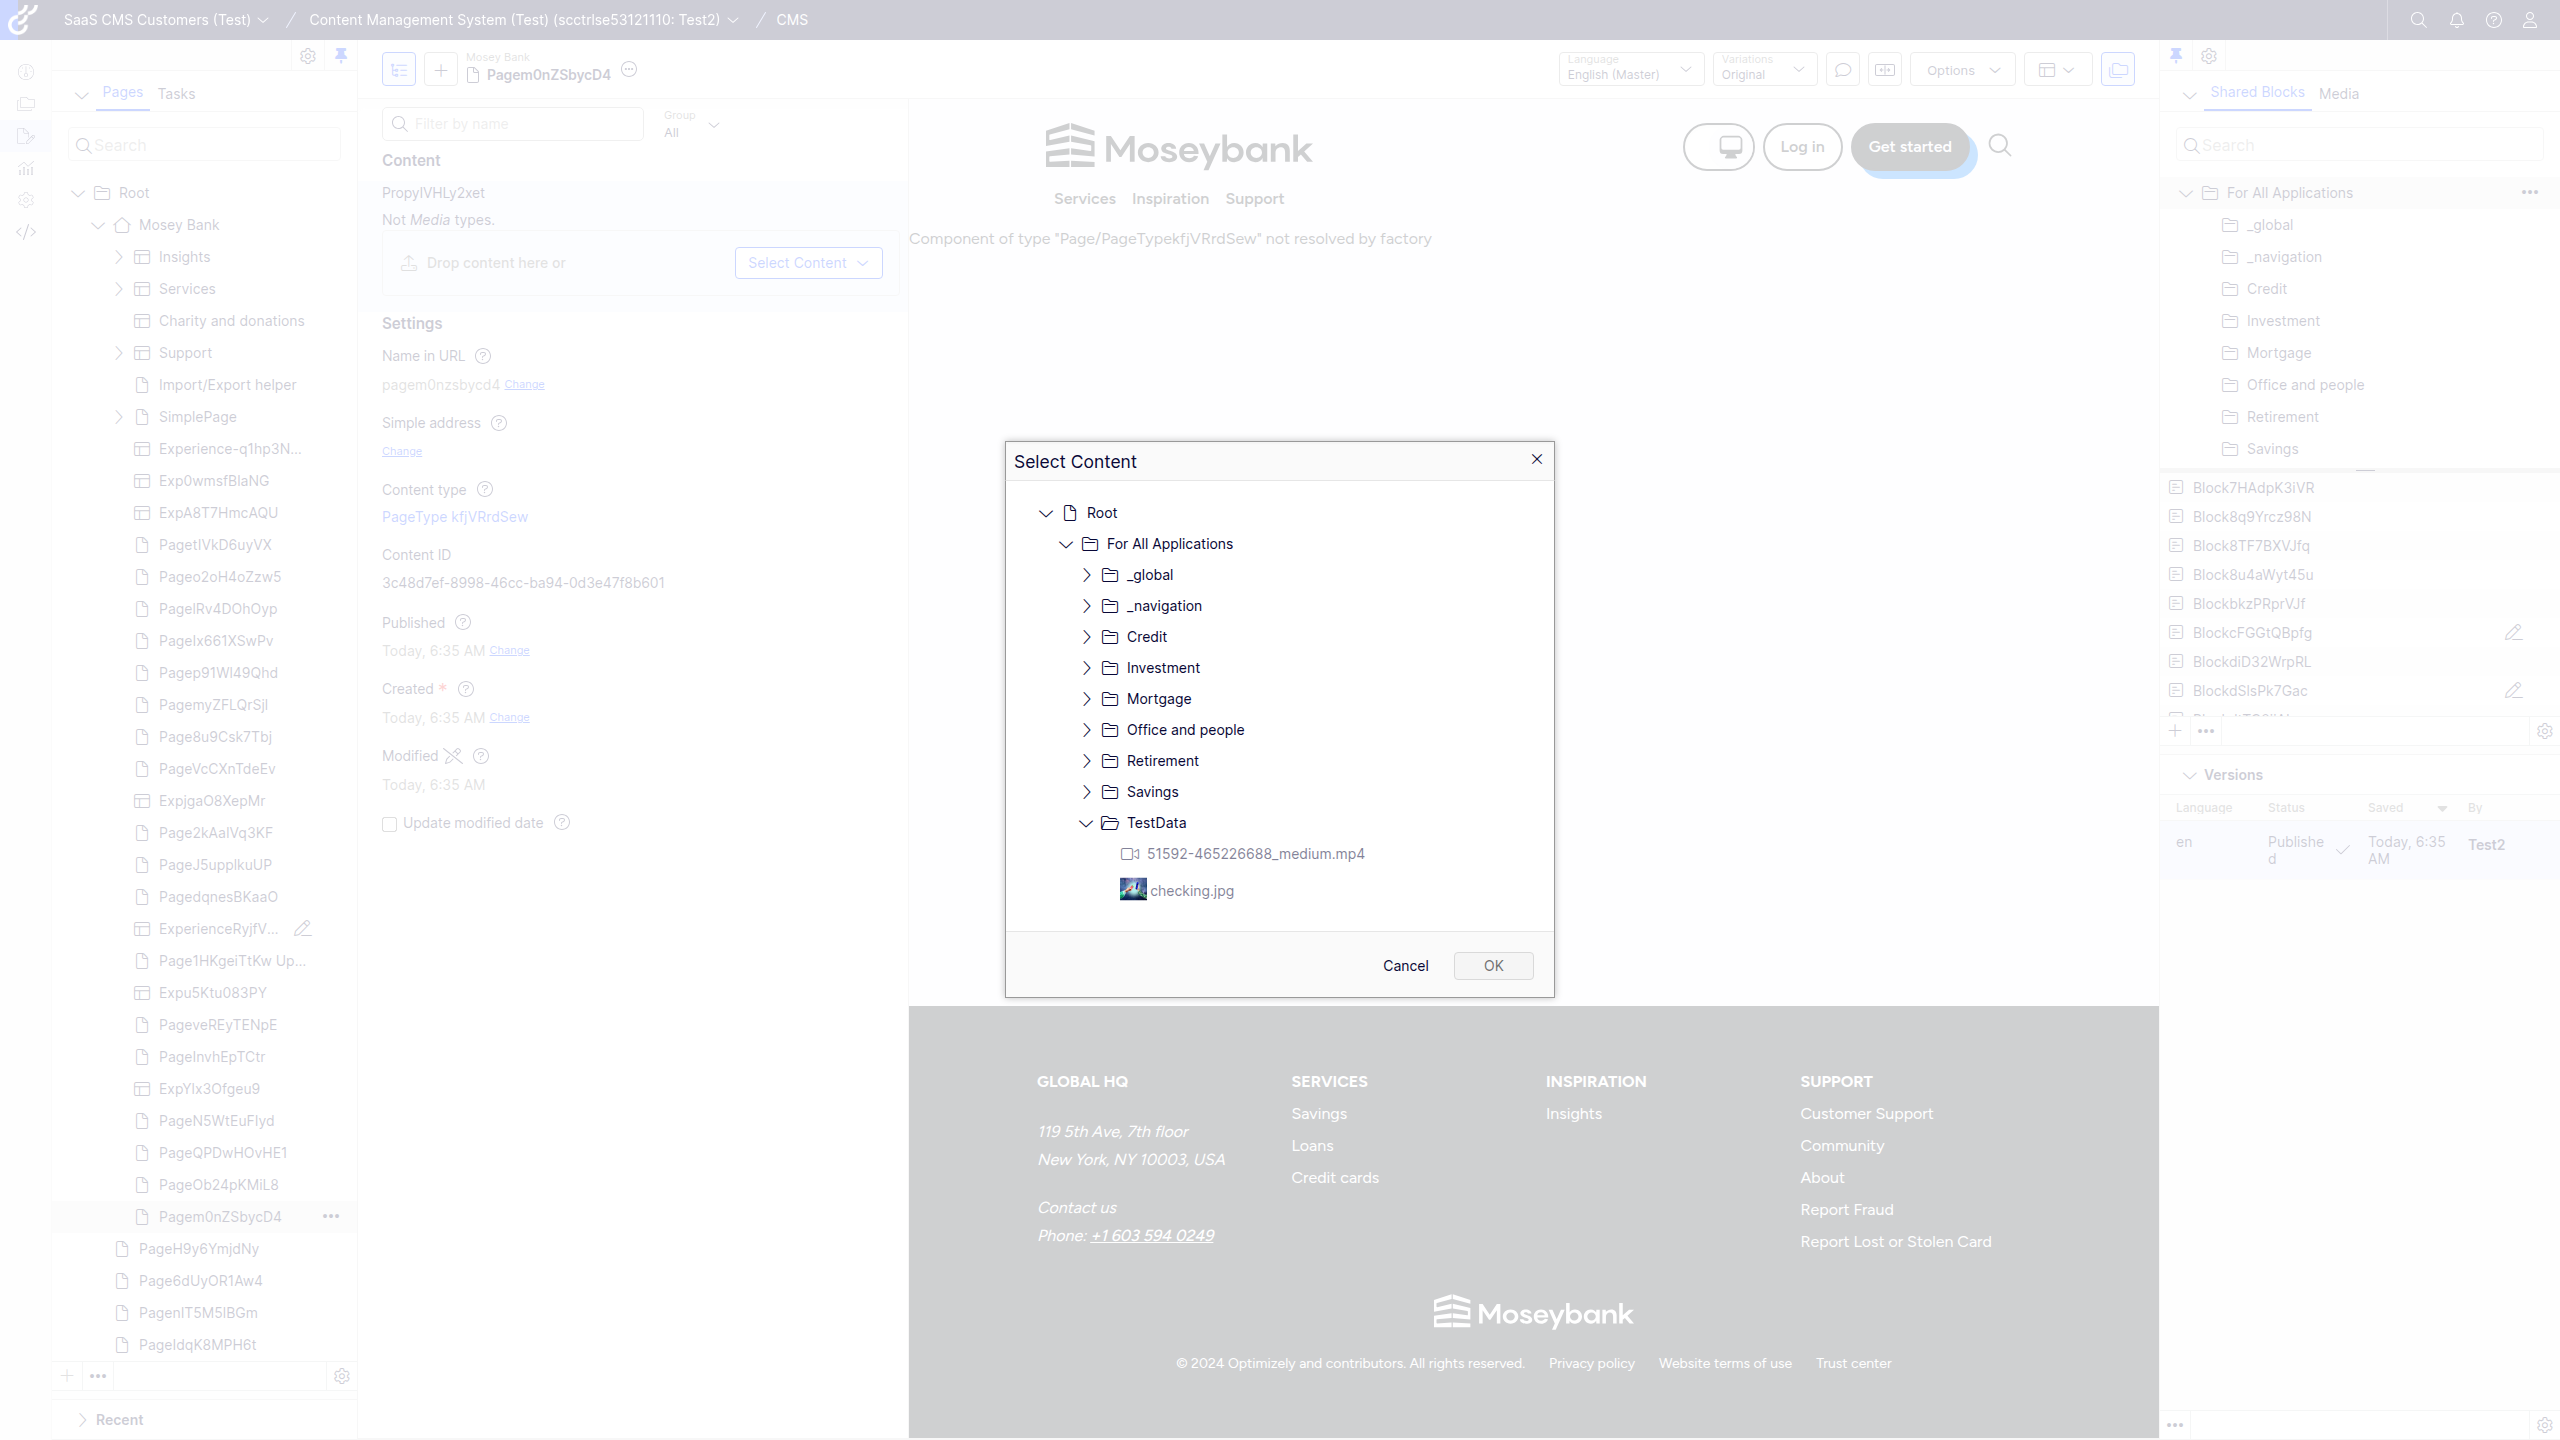 SaaS CMS Customers (Test) / Content Management System (Test) (scctrlse53121110: Test2) / CMS
Pages Tasks
Search
Root
Mosey Bank
Insights
Services
Charity and donations
Support
Import/Export helper
SimplePage
Experience-q1hp3N...
Exp0wmsfBlaNG
ExpA8T7HmcAQU
PagetIVkD6uyVX
Pageo2oH4oZzw5
PagelRv4DOhOyp
PageIx661XSwPv
Pagep91Wl49Qhd
PagemyZFLQrSjl
Page8u9Csk7Tbj
PageVcCXnTdeEv
ExpjgaO8XepMr
Page2kAalVq3KF
PageJ5upplkuUP
PagedqnesBKaaO
ExperienceRyjfV...
Page1HKgeiTtKw Up...
Expu5Ktu083PY
PageveREyTENpE
PageInvhEpTCtr
ExpYlx3Ofgeu9
PageN5WtEuFlyd
PageQPDwHOvHE1
PageOb24pKMiL8
Pagem0nZSbycD4
PageH9y6YmjdNy
Page6dUyOR1Aw4
PagenIT5M5lBGm
PageldqK8MPH6t
Recent
Mosey Bank
Pagem0nZSbycD4
Language
English (Master)
Variations
Original
Options
Filter by name
Group
All
Content
PropyIVHLy2xet
Not Media types.
Drop content here or
Select Content
Settings
Name in URL
pagem0nzsbycd4 Change
Simple address
Change
Content type
PageType kfjVRrdSew
Content ID
3c48d7ef-8998-46cc-ba94-0d3e47f8b601
Published
Today, 6:35 AM Change
Created *
Today, 6:35 AM Change
Modified
Today, 6:35 AM
Update modified date
Moseybank
Log in
Get started
Services Inspiration Support
Component of type "Page/PageTypekfjVRrdSew" not resolved by factory
Select Content
Root
For All Applications
_global
_navigation
Credit
Investment
Mortgage
Office and people
Retirement
Savings
TestData
51592-465226688_medium.mp4
checking.jpg
Cancel
OK
GLOBAL HQ
119 5th Ave, 7th floor
New York, NY 10003, USA
Contact us
Phone: +1 603 594 0249
SERVICES
Savings
Loans
Credit cards
INSPIRATION
Insights
SUPPORT
Customer Support
Community
About
Report Fraud
Report Lost or Stolen Card
Moseybank
© 2024 Optimizely and contributors. All rights reserved. Privacy policy Website terms of use Trust center
Shared Blocks Media
Search
For All Applications
_global
_navigation
Credit
Investment
Mortgage
Office and people
Retirement
Savings
Block7HAdpK3iVR
Block8q9Yrcz98N
Block8TF7BXVJfq
Block8u4aWyt45u
BlockbkzPRprVJf
BlockcFGGtQBpfg
BlockdiD32WrpRL
BlockdSlsPk7Gac
Versions
Language Status Saved By
en
Publishe
d
Today, 6:35
AM
Test2